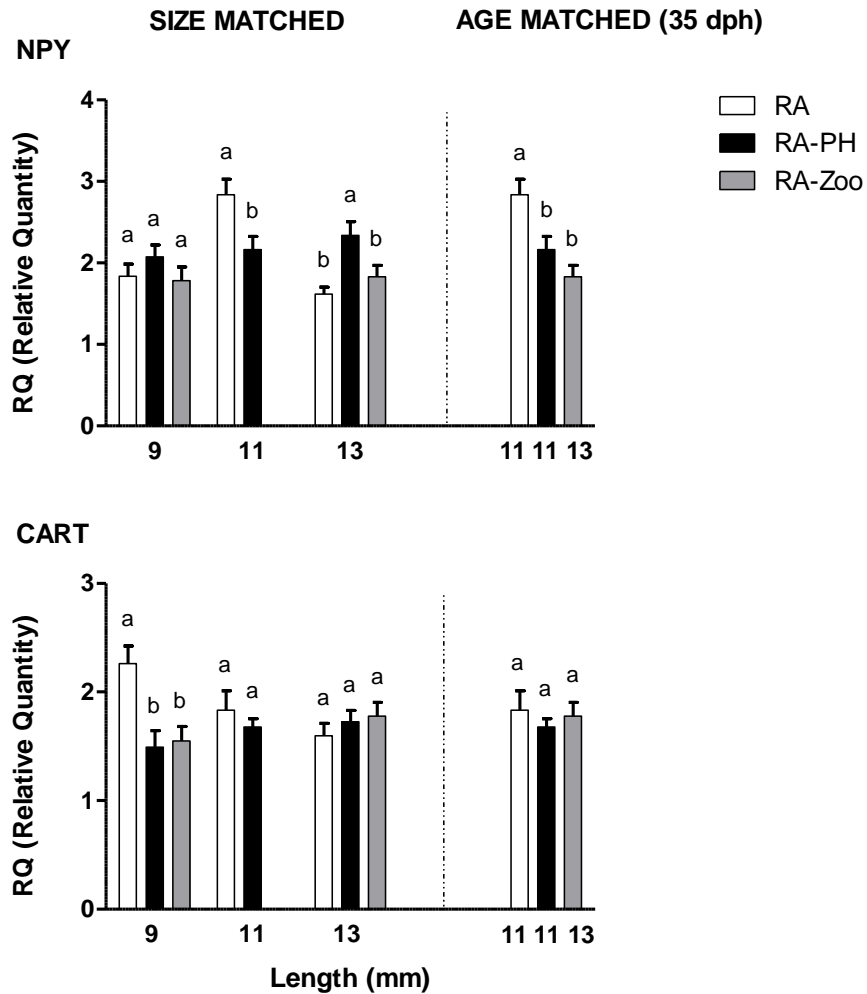 SIZE MATCHED AGE MATCHED (35 dph)
NPY
RA
RA-PH
RA-Zoo
RQ (Relative Quantity)
4
3
2
1
0
a a a a b b a b a b b
9 11 13 11 11 13
CART
RQ (Relative Quantity)
3
2
1
0
a b b a a a a a a a a
9 11 13 11 11 13
Length (mm)